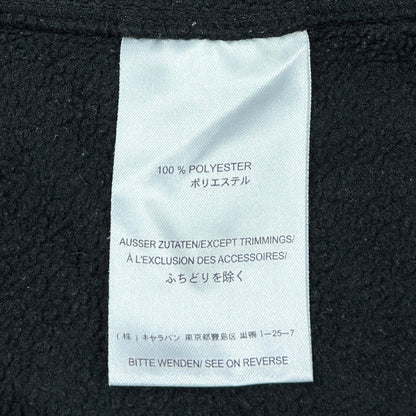 100 % POLYESTER
ポリエステル
AUSSER ZUTATEN/EXCEPT TRIMMINGS/
À L'EXCLUSION DES ACCESSOIRES/
ふちどりを除く
(株) キャラバン 東京都豊島区 巣鴨 1-25-7
BITTE WENDEN/ SEE ON REVERSE